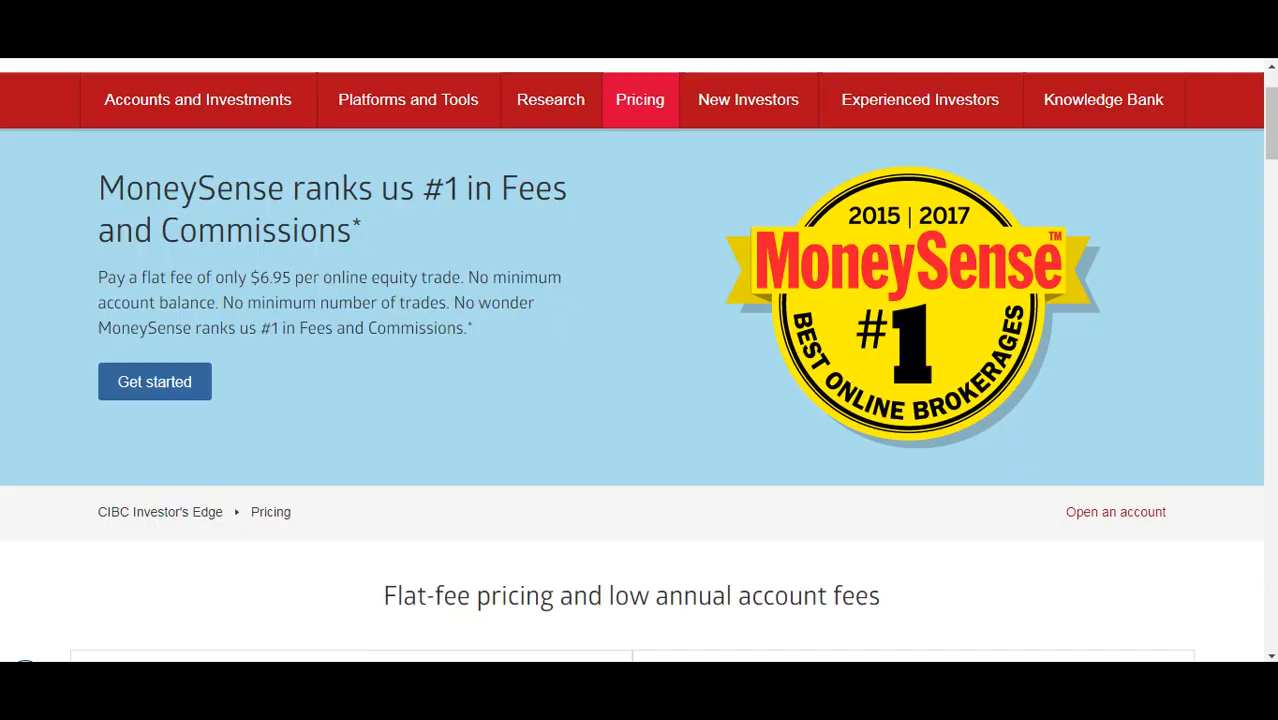 Accounts and Investments
Platforms and Tools
Research
Pricing
New Investors
Experienced Investors
Knowledge Bank
MoneySense ranks us #1 in Fees
and Commissions*
Pay a flat fee of only $6.95 per online equity trade. No minimum
account balance. No minimum number of trades. No wonder
MoneySense ranks us #1 in Fees and Commissions.*
Get started
2015 | 2017
MoneySense™
#1
BEST ONLINE BROKERAGES
CIBC Investor's Edge
Pricing
Open an account
Flat-fee pricing and low annual account fees